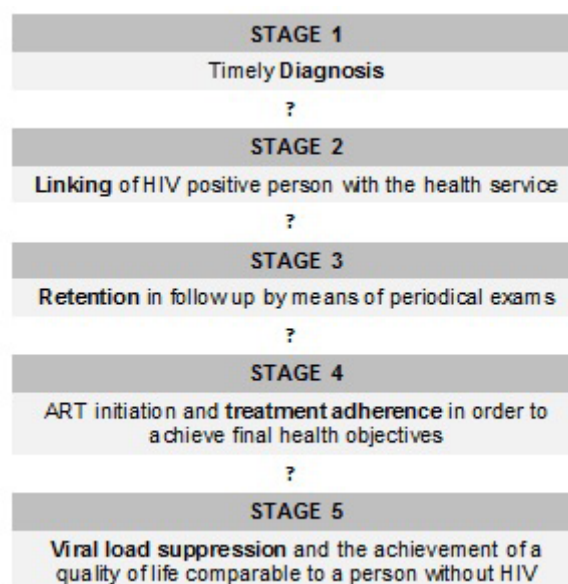 STAGE 1
Timely Diagnosis
?
STAGE 2
Linking of HIV positive person with the health service
?
STAGE 3
Retention in follow up by means of periodical exams
?
STAGE 4
ART initiation and treatment adherence in order to
achieve final health objectives
?
STAGE 5
Viral load suppression and the achievement of a
quality of life comparable to a person without HIV